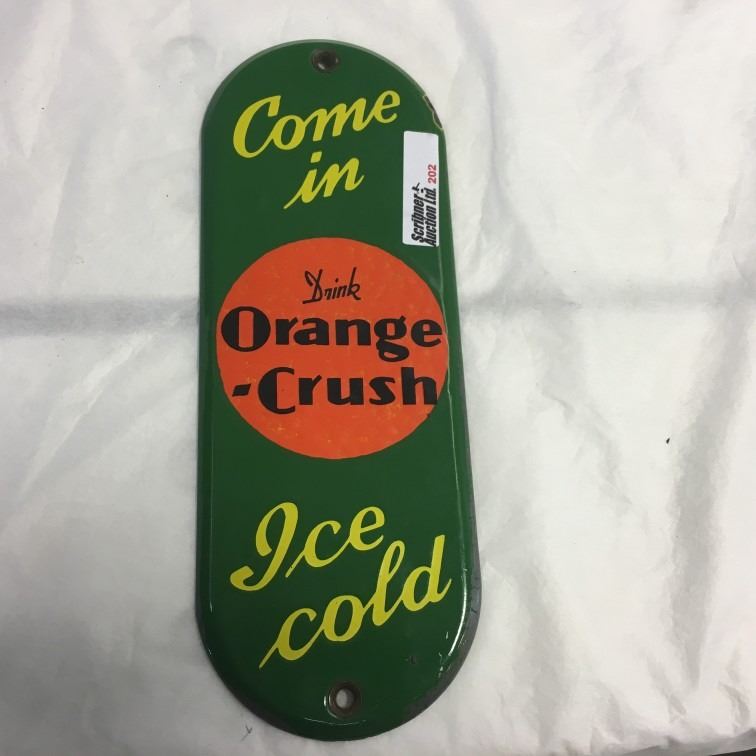 Come
in
Scribner
Auction Ltd. 202
Drink
Orange
-Crush
Ice
cold